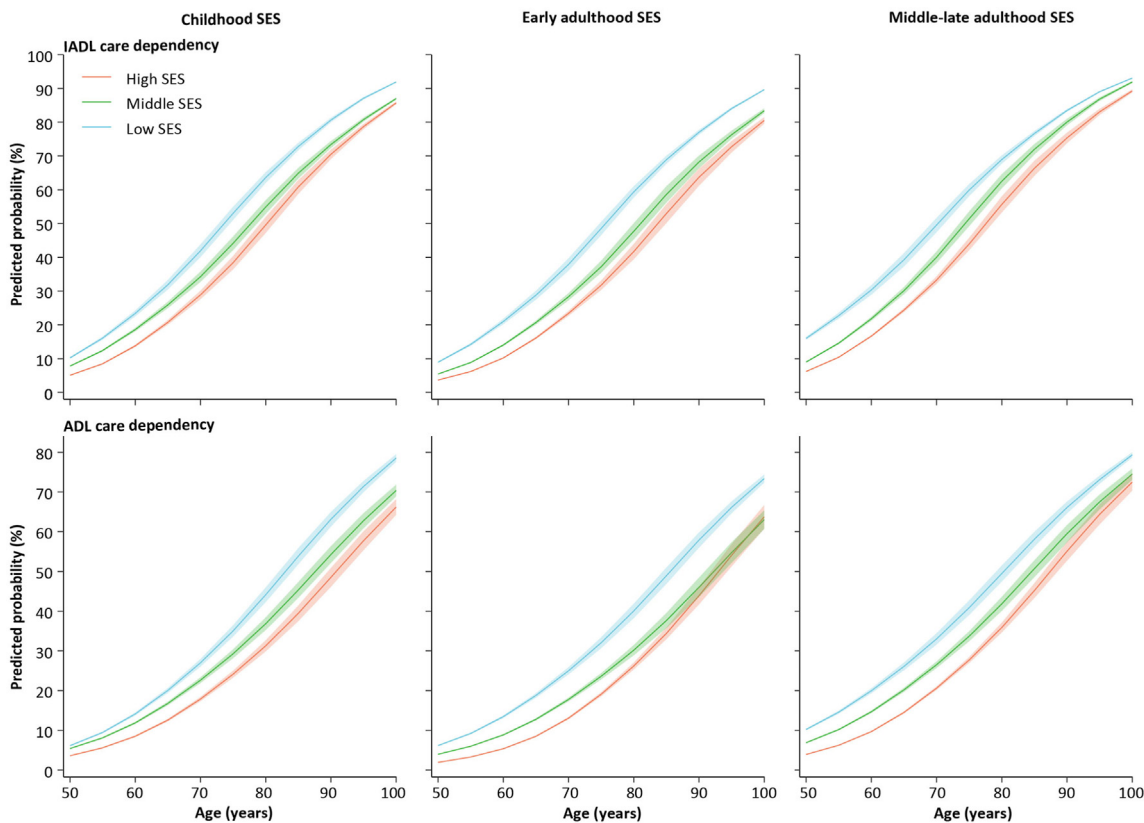 Childhood SES
Early adulthood SES
Middle-late adulthood SES
IADL care dependency
100
90
80
70
60
50
40
30
20
10
0
Predicted probability (%)
High SES
Middle SES
Low SES
ADL care dependency
80
70
60
50
40
30
20
10
0
Predicted probability (%)
50 60 70 80 90 100
50 60 70 80 90 100
50 60 70 80 90 100
Age (years)
Age (years)
Age (years)